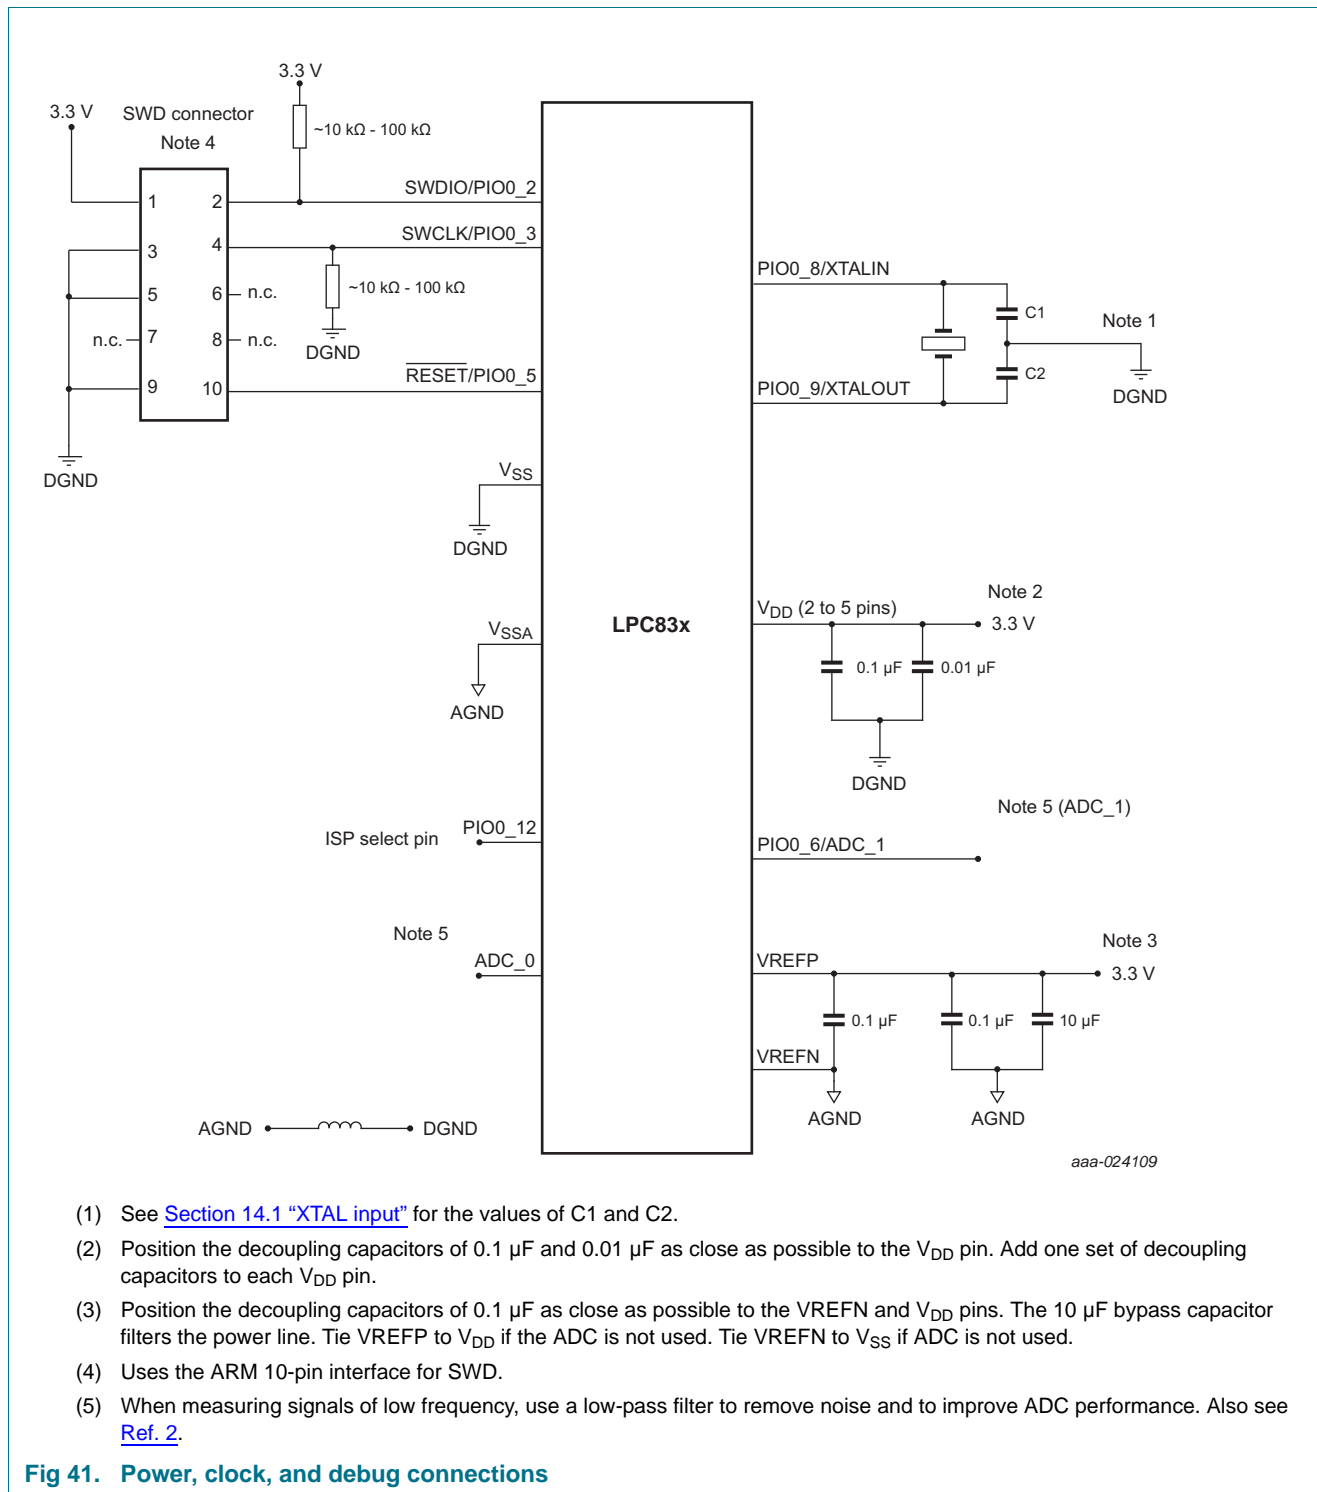 3.3 V
3.3 V
SWD connector
Note 4
~10 kΩ - 100 kΩ
1
2
SWDIO/PIO0_2
3
4
SWCLK/PIO0_3
5
6
n.c.
~10 kΩ - 100 kΩ
n.c.
7
8
n.c.
DGND
9
10
RESET/PIO0_5
DGND
VSS
DGND
VSSA
AGND
ISP select pin
PIO0_12
Note 5
ADC_0
AGND
DGND
LPC83x
PIO0_8/XTALIN
C1
Note 1
C2
DGND
PIO0_9/XTALOUT
Note 2
VDD (2 to 5 pins)
3.3 V
0.1 µF
0.01 µF
DGND
Note 5 (ADC_1)
PIO0_6/ADC_1
Note 3
VREFP
3.3 V
0.1 µF
0.1 µF
10 µF
VREFN
AGND
AGND
aaa-024109
(1) See Section 14.1 “XTAL input” for the values of C1 and C2.
(2) Position the decoupling capacitors of 0.1 µF and 0.01 µF as close as possible to the VDD pin. Add one set of decoupling
capacitors to each VDD pin.
(3) Position the decoupling capacitors of 0.1 µF as close as possible to the VREFN and VDD pins. The 10 µF bypass capacitor
filters the power line. Tie VREFP to VDD if the ADC is not used. Tie VREFN to VSS if ADC is not used.
(4) Uses the ARM 10-pin interface for SWD.
(5) When measuring signals of low frequency, use a low-pass filter to remove noise and to improve ADC performance. Also see
Ref. 2.
Fig 41. Power, clock, and debug connections